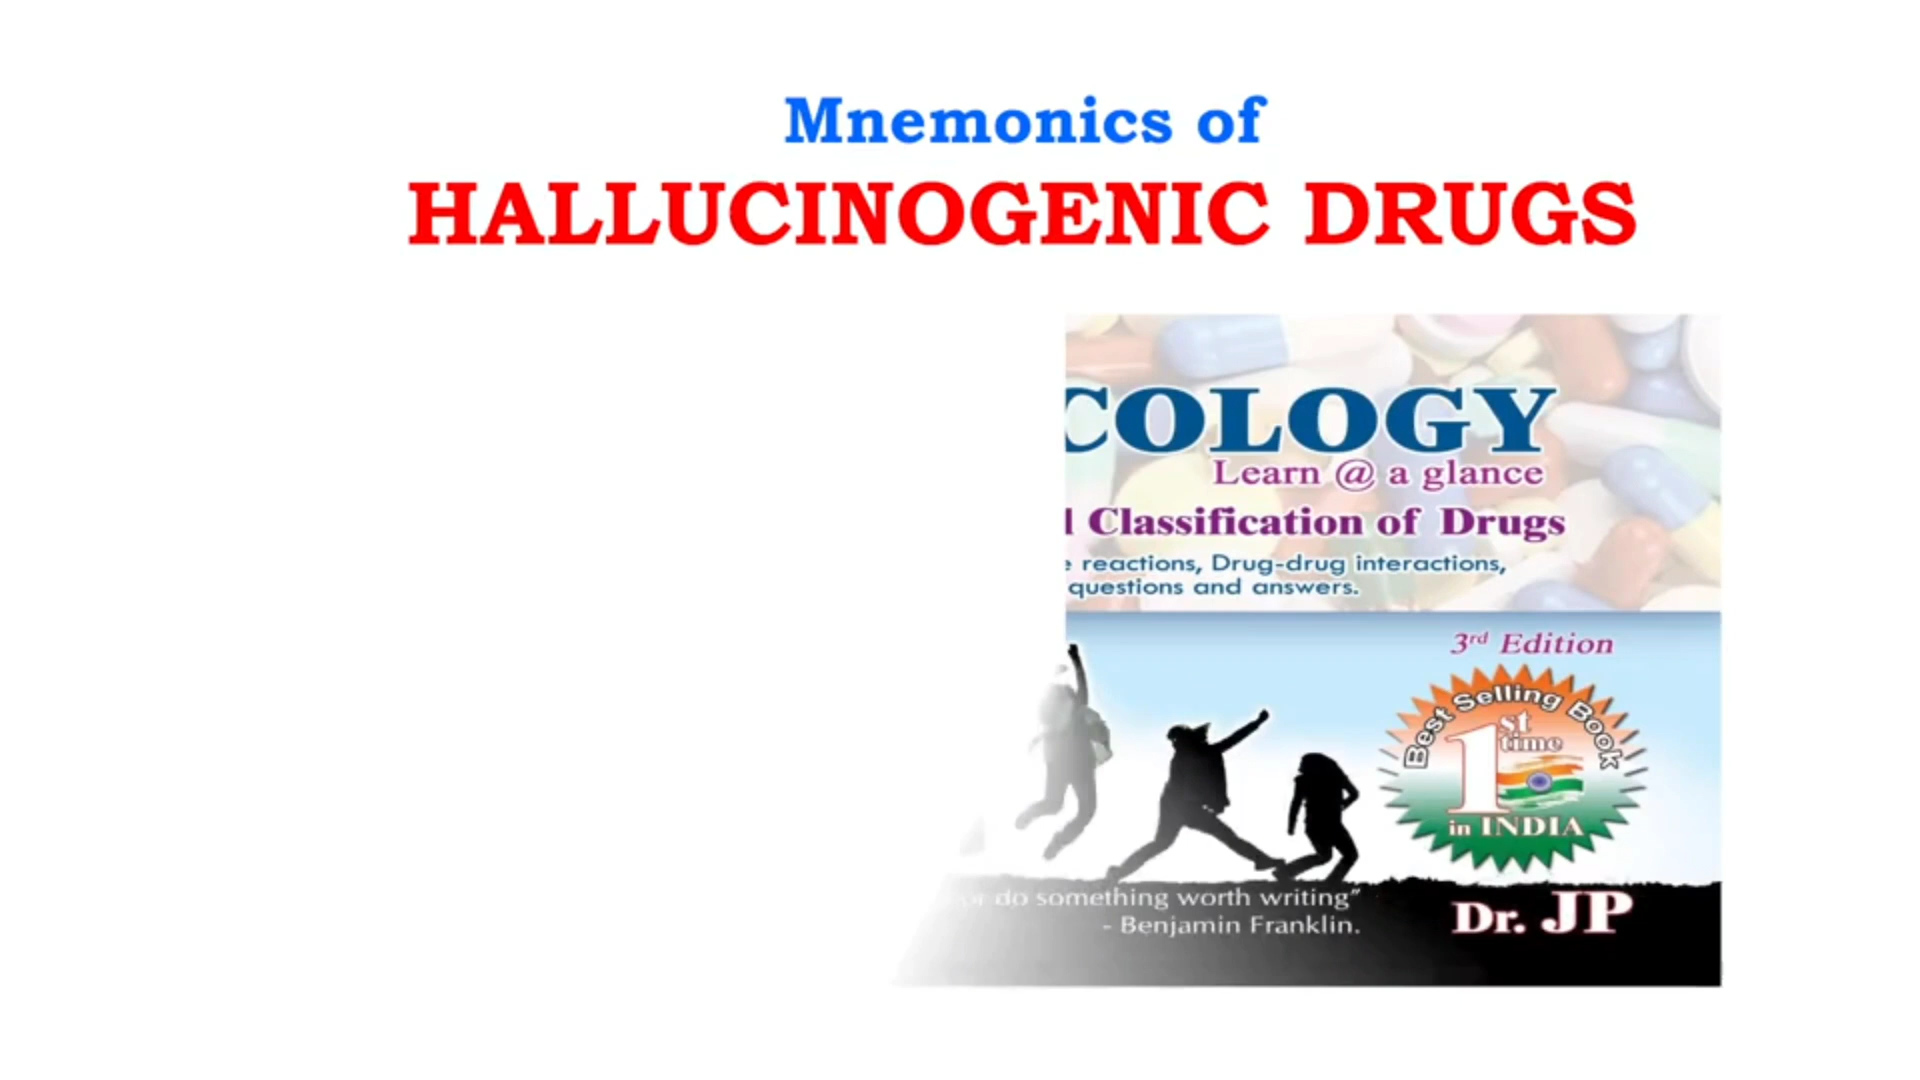 Mnemonics of
HALLUCINOGENIC DRUGS
COLOGY
Learn @ a glance
Classification of Drugs
reactions, Drug-drug interactions,
questions and answers.
3rd Edition
Best Selling Book
1st
time
in INDIA
or do something worth writing"
- Benjamin Franklin.
Dr. JP